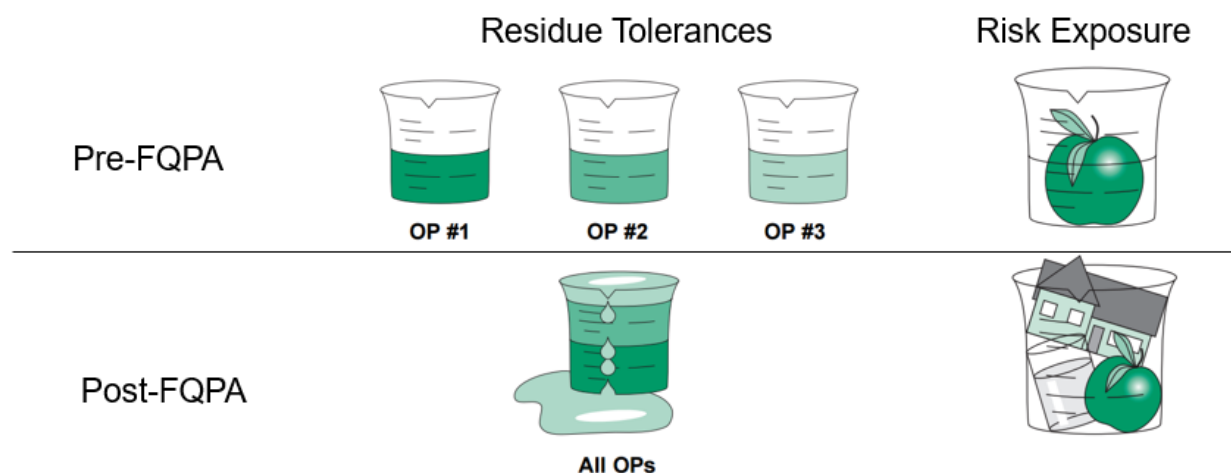 Residue Tolerances
Risk Exposure
Pre-FQPA
OP #1
OP #2
OP #3
Post-FQPA
All OPs